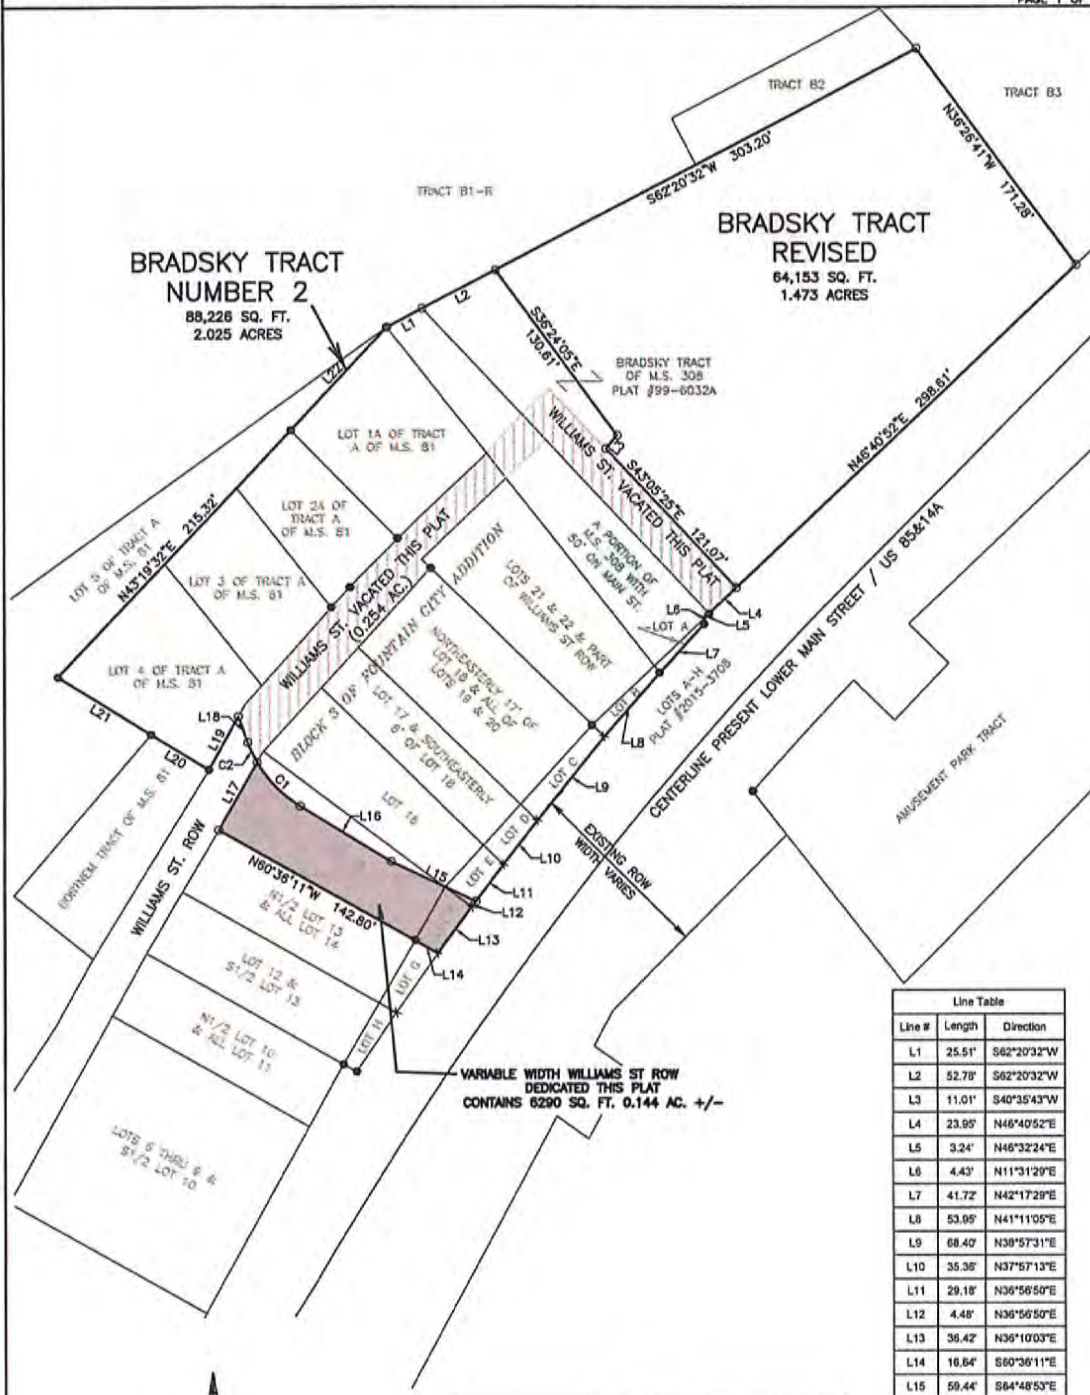 TRACT B2
TRACT B3
N36°26'41"W 171.28'
S62°20'32"W 303.20'
TRACT B1-R
BRADSKY TRACT
REVISED
64,153 SQ. FT.
1.473 ACRES
BRADSKY TRACT
NUMBER 2
88,226 SQ. FT.
2.025 ACRES
L1
L2
L22
S36°24'05"E
130.61'
BRADSKY TRACT
OF M.S. 308
PLAT #99-6032A
L3
S43°05'25"E 121.07'
N46°40'52"E 298.61'
WILLIAMS ST. VACATED THIS PLAT
LOT 1A OF TRACT
A OF M.S. 81
LOT 2A OF
TRACT A
OF M.S. 81
LOT 3 OF TRACT A
OF M.S. 81
LOT 4 OF TRACT A
OF M.S. 81
LOT 5 OF TRACT A
OF M.S. 81
N43°19'32"E 215.32'
WILLIAMS ST. VACATED THIS PLAT
(0.254 AC.)
BLOCK 3 OF FOUNTAIN CITY ADDITION
A PORTION OF
M.S. 308 WITH
50' ON MAIN ST.
LOTS 21 & 22 & PART
OF WILLIAMS ST ROW
NORTHEASTERLY 17' OF
LOT 18 & ALL OF
LOTS 19 & 20
LOT 17 & SOUTHEASTERLY
6' OF LOT 18
LOT 16
L4
L5
L6
LOT A
L7
LOTS A-H
PLAT #2015-3708
LOT B
L8
LOT C
L9
LOT D
L10
LOT E
L11
L12
L13
L14
L15
L16
C1
C2
L17
L18
L19
L20
L21
CENTERLINE PRESENT LOWER MAIN STREET / US 85&14A
EXISTING ROW
WIDTH VARIES
AMUSEMENT PARK TRACT
WILLIAMS ST. ROW
N60°36'11"W 142.80'
N1/2 LOT 13
& ALL LOT 14
LOT 12 &
S1/2 LOT 13
N1/2 LOT 10
& ALL LOT 11
LOTS 6 THRU 9 &
S1/2 LOT 10
LOT G
LOT H
VARIABLE WIDTH WILLIAMS ST ROW
DEDICATED THIS PLAT
CONTAINS 6290 SQ. FT. 0.144 AC. +/-
Line Table
Line # Length Direction
L1 25.51' S62°20'32"W
L2 52.78' S62°20'32"W
L3 11.01' S40°35'43"W
L4 23.95' N46°40'52"E
L5 3.24' N46°32'24"E
L6 4.43' N11°31'29"E
L7 41.72' N42°17'29"E
L8 53.95' N41°11'05"E
L9 68.40' N38°57'31"E
L10 35.36' N37°57'13"E
L11 29.18' N36°56'50"E
L12 4.48' N36°56'50"E
L13 36.42' N36°10'03"E
L14 16.64' S60°36'11"E
L15 59.44' S64°48'53"E